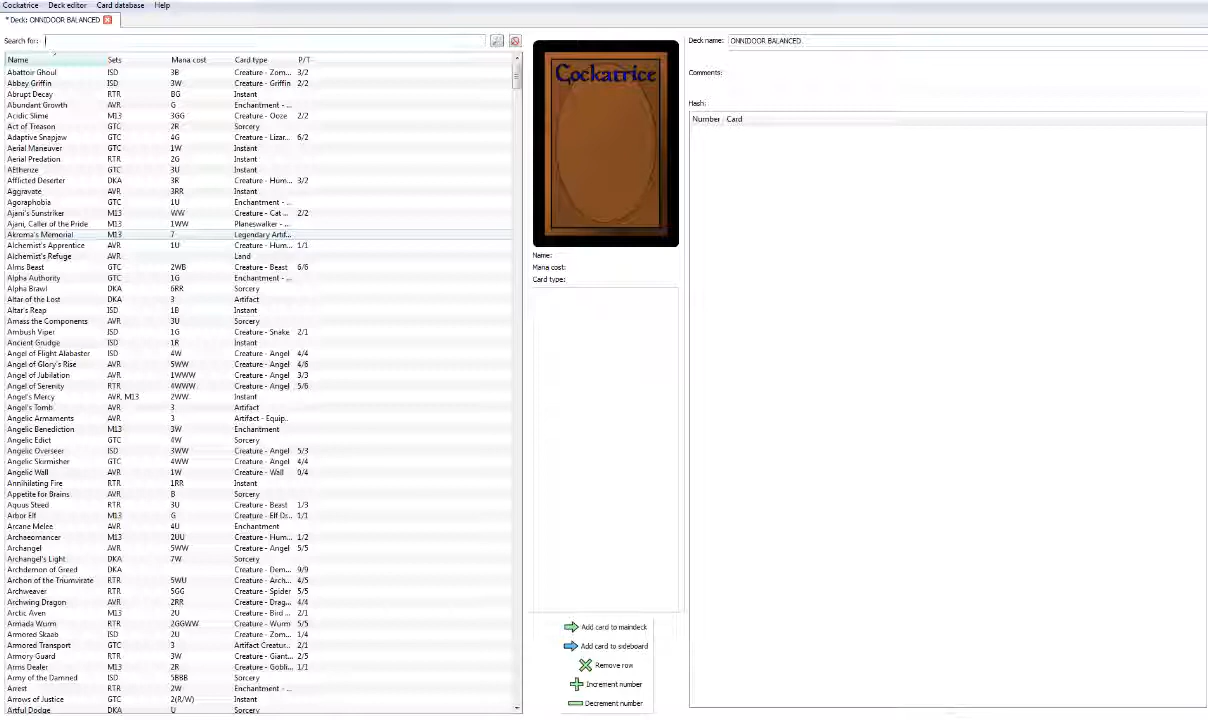 Cockatrice Deck editor Card database Help
* Deck: ONNIDOOR BALANCED
Search for:
Name Sets Mana cost Card type P/T
Abattoir Ghoul ISD 3B Creature - Zom... 3/2
Abbey Griffin ISD 3W Creature - Griffin 2/2
Abrupt Decay RTR BG Instant
Abundant Growth AVR G Enchantment - ...
Acidic Slime M13 3GG Creature - Ooze 2/2
Act of Treason GTC 2R Sorcery
Adaptive Snapjaw GTC 4G Creature - Lizar... 6/2
Aerial Maneuver GTC 1W Instant
Aerial Predation RTR 2G Instant
AEtherize GTC 3U Instant
Afflicted Deserter DKA 3R Creature - Hum... 3/2
Aggravate AVR 3RR Instant
Agoraphobia GTC 1U Enchantment - ...
Ajani's Sunstriker M13 WW Creature - Cat ... 2/2
Ajani, Caller of the Pride M13 1WW Planeswalker - ...
Akroma's Memorial M13 7 Legendary Artif...
Alchemist's Apprentice AVR 1U Creature - Hum... 1/1
Alchemist's Refuge AVR Land
Alms Beast GTC 2WB Creature - Beast 6/6
Alpha Authority GTC 1G Enchantment - ...
Alpha Brawl DKA 6RR Sorcery
Altar of the Lost DKA 3 Artifact
Altar's Reap ISD 1B Instant
Amass the Components AVR 3U Sorcery
Ambush Viper ISD 1G Creature - Snake 2/1
Ancient Grudge ISD 1R Instant
Angel of Flight Alabaster ISD 4W Creature - Angel 4/4
Angel of Glory's Rise AVR 5WW Creature - Angel 4/6
Angel of Jubilation AVR 1WWW Creature - Angel 3/3
Angel of Serenity RTR 4WWW Creature - Angel 5/6
Angel's Mercy AVR, M13 2WW Instant
Angel's Tomb AVR 3 Artifact
Angelic Armaments AVR 3 Artifact - Equip..
Angelic Benediction M13 3W Enchantment
Angelic Edict GTC 4W Sorcery
Angelic Overseer ISD 3WW Creature - Angel 5/3
Angelic Skirmisher GTC 4WW Creature - Angel 4/4
Angelic Wall AVR 1W Creature - Wall 0/4
Annihilating Fire RTR 1RR Instant
Appetite for Brains AVR B Sorcery
Aquus Steed RTR 3U Creature - Beast 1/3
Arbor Elf M13 G Creature - Elf Dr... 1/1
Arcane Melee AVR 4U Enchantment
Archaeomancer M13 2UU Creature - Hum... 1/2
Archangel AVR 5WW Creature - Angel 5/5
Archangel's Light DKA 7W Sorcery
Archdemon of Greed DKA Creature - Dem... 9/9
Archon of the Triumvirate RTR 5WU Creature - Arch... 4/5
Archweaver RTR 5GG Creature - Spider 5/5
Archwing Dragon AVR 2RR Creature - Drag... 4/4
Arctic Aven M13 2U Creature - Bird ... 2/1
Armada Wurm RTR 2GGWW Creature - Wurm 5/5
Armored Skaab ISD 2U Creature - Zom... 1/4
Armored Transport GTC 3 Artifact Creatur... 2/1
Armory Guard RTR 3W Creature - Giant... 2/5
Arms Dealer M13 2R Creature - Gobli... 1/1
Army of the Damned ISD 5BBB Sorcery
Arrest RTR 2W Enchantment - ...
Arrows of Justice GTC 2(R/W) Instant
Artful Dodge DKA U Sorcery
Cockatrice
Name:
Mana cost:
Card type:
Add card to maindeck
Add card to sideboard
Remove row
Increment number
Decrement number
Deck name: ONNIDOOR BALANCED
Comments:
Hash:
Number Card